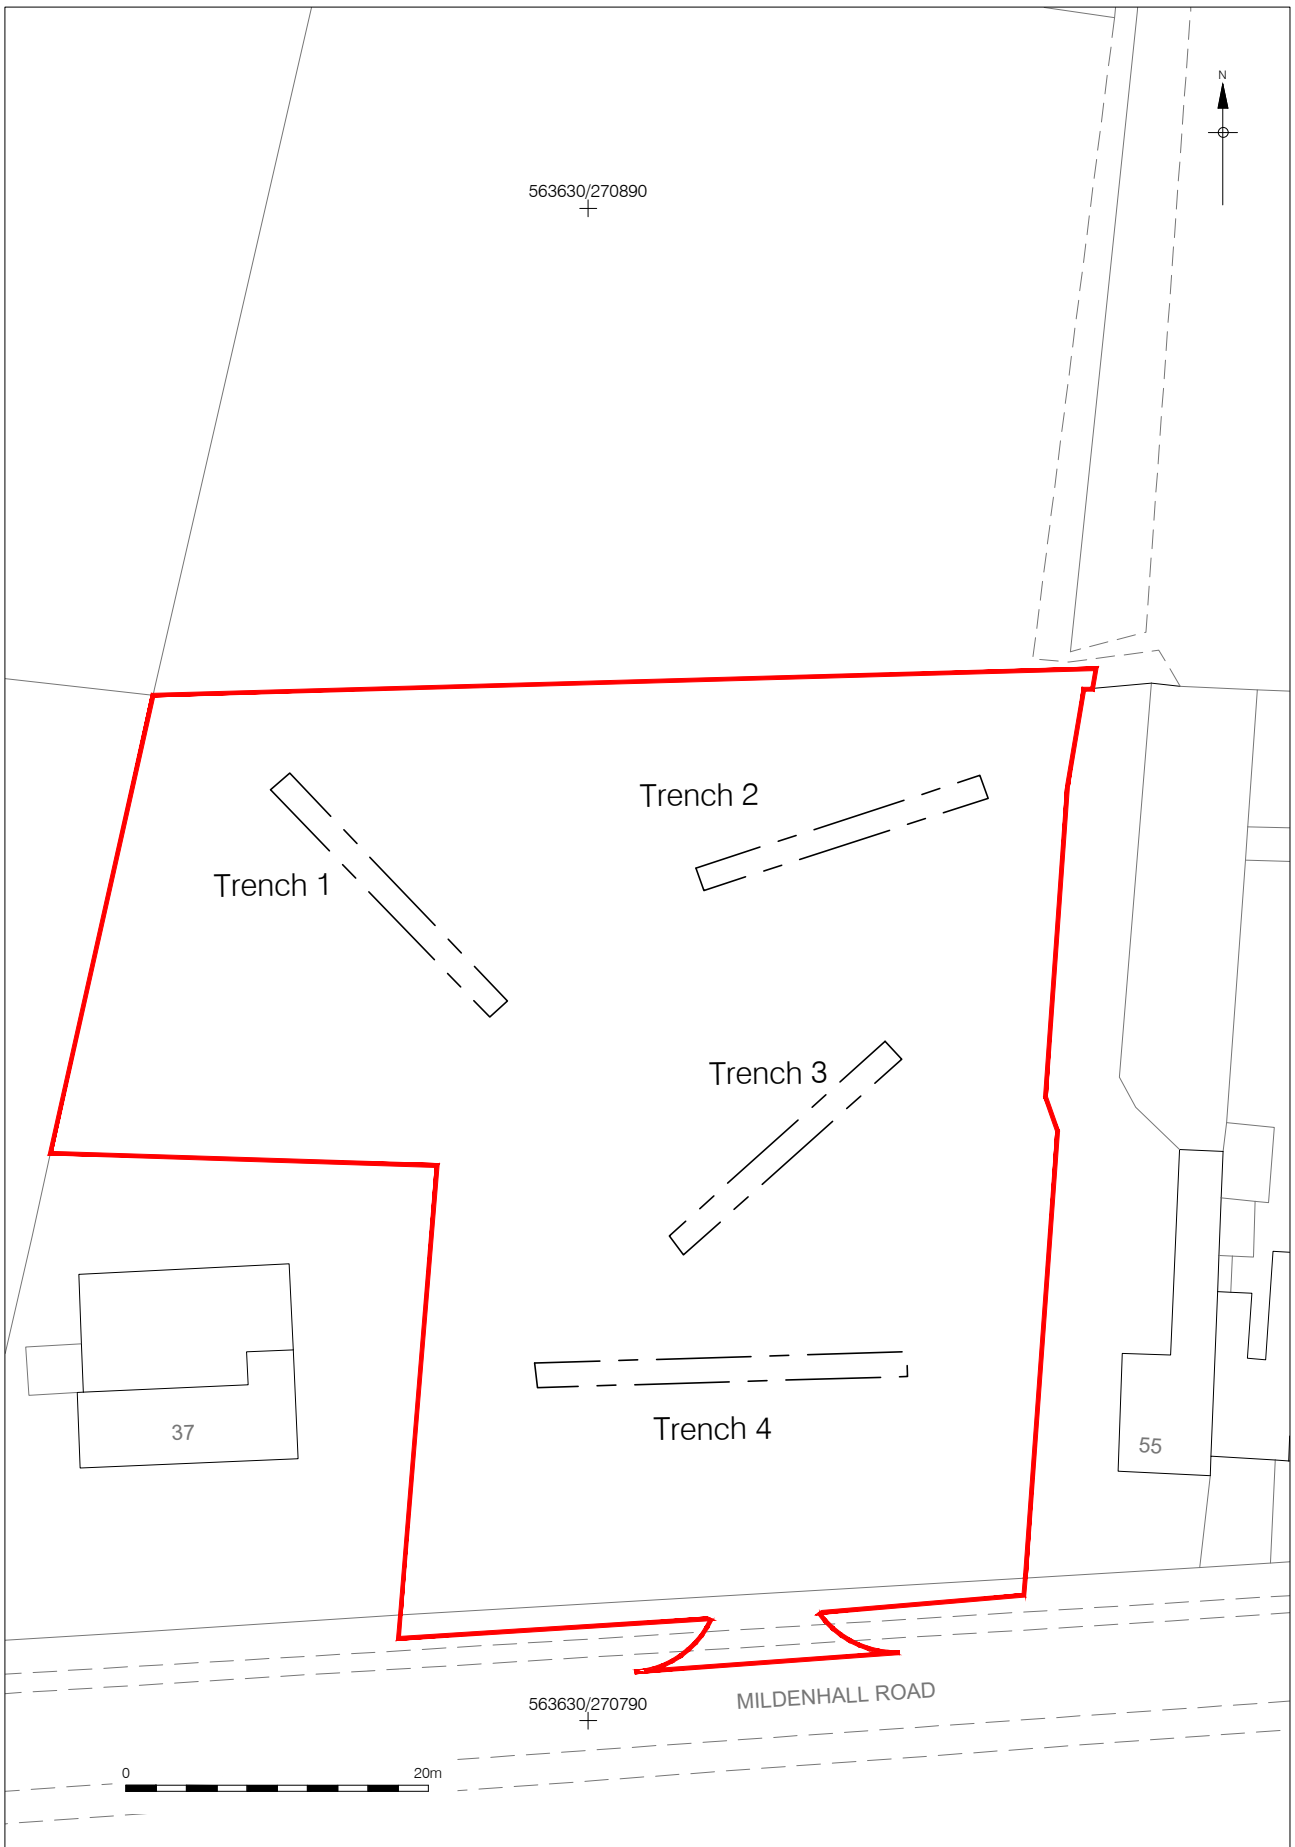 N
563630/270890
Trench 2
Trench 1
Trench 3
Trench 4
37
55
MILDENHALL ROAD
563630/270790
0 20m